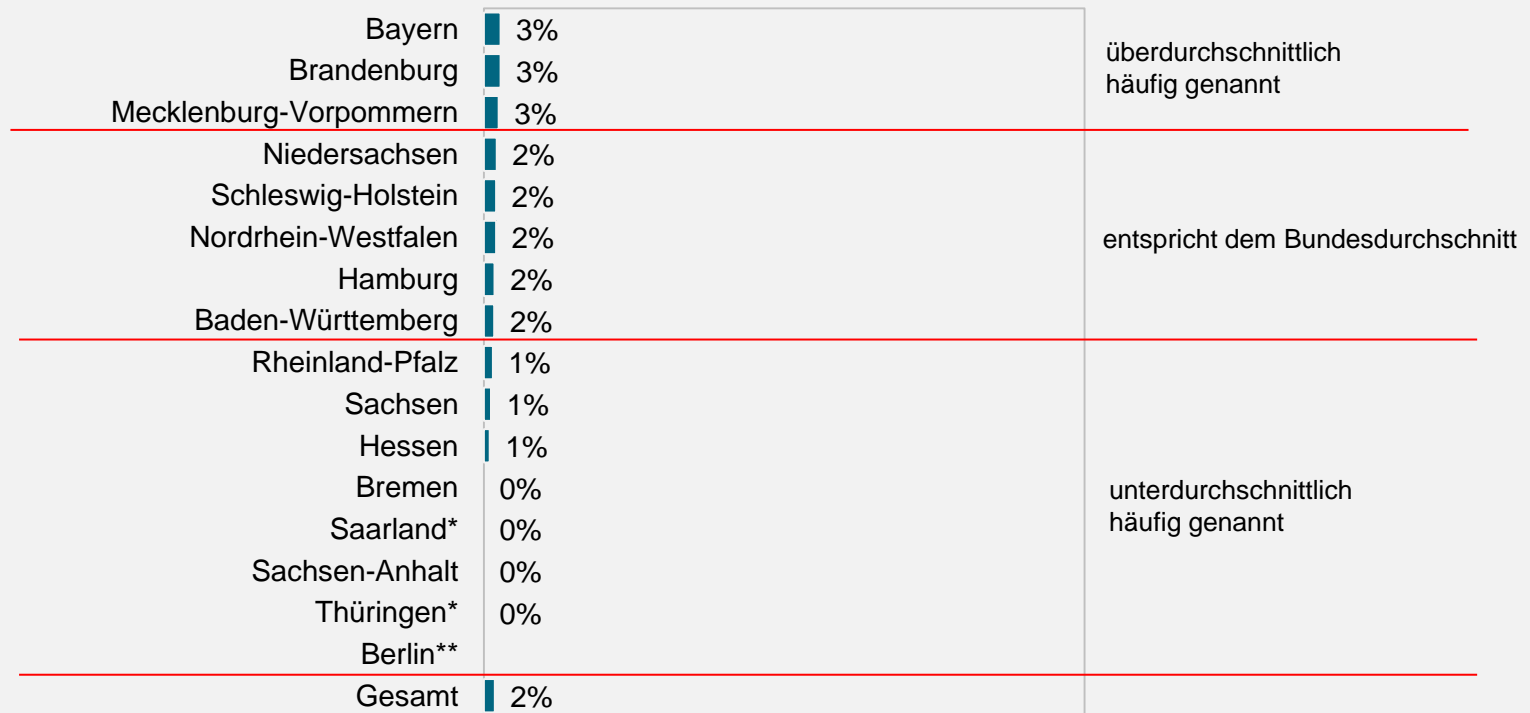 Bayern 3%
Brandenburg 3%
Mecklenburg-Vorpommern 3%
überdurchschnittlich
häufig genannt
Niedersachsen 2%
Schleswig-Holstein 2%
Nordrhein-Westfalen 2%
Hamburg 2%
Baden-Württemberg 2%
entspricht dem Bundesdurchschnitt
Rheinland-Pfalz 1%
Sachsen 1%
Hessen 1%
Bremen 0%
Saarland* 0%
Sachsen-Anhalt 0%
Thüringen* 0%
Berlin**
unterdurchschnittlich
häufig genannt
Gesamt 2%